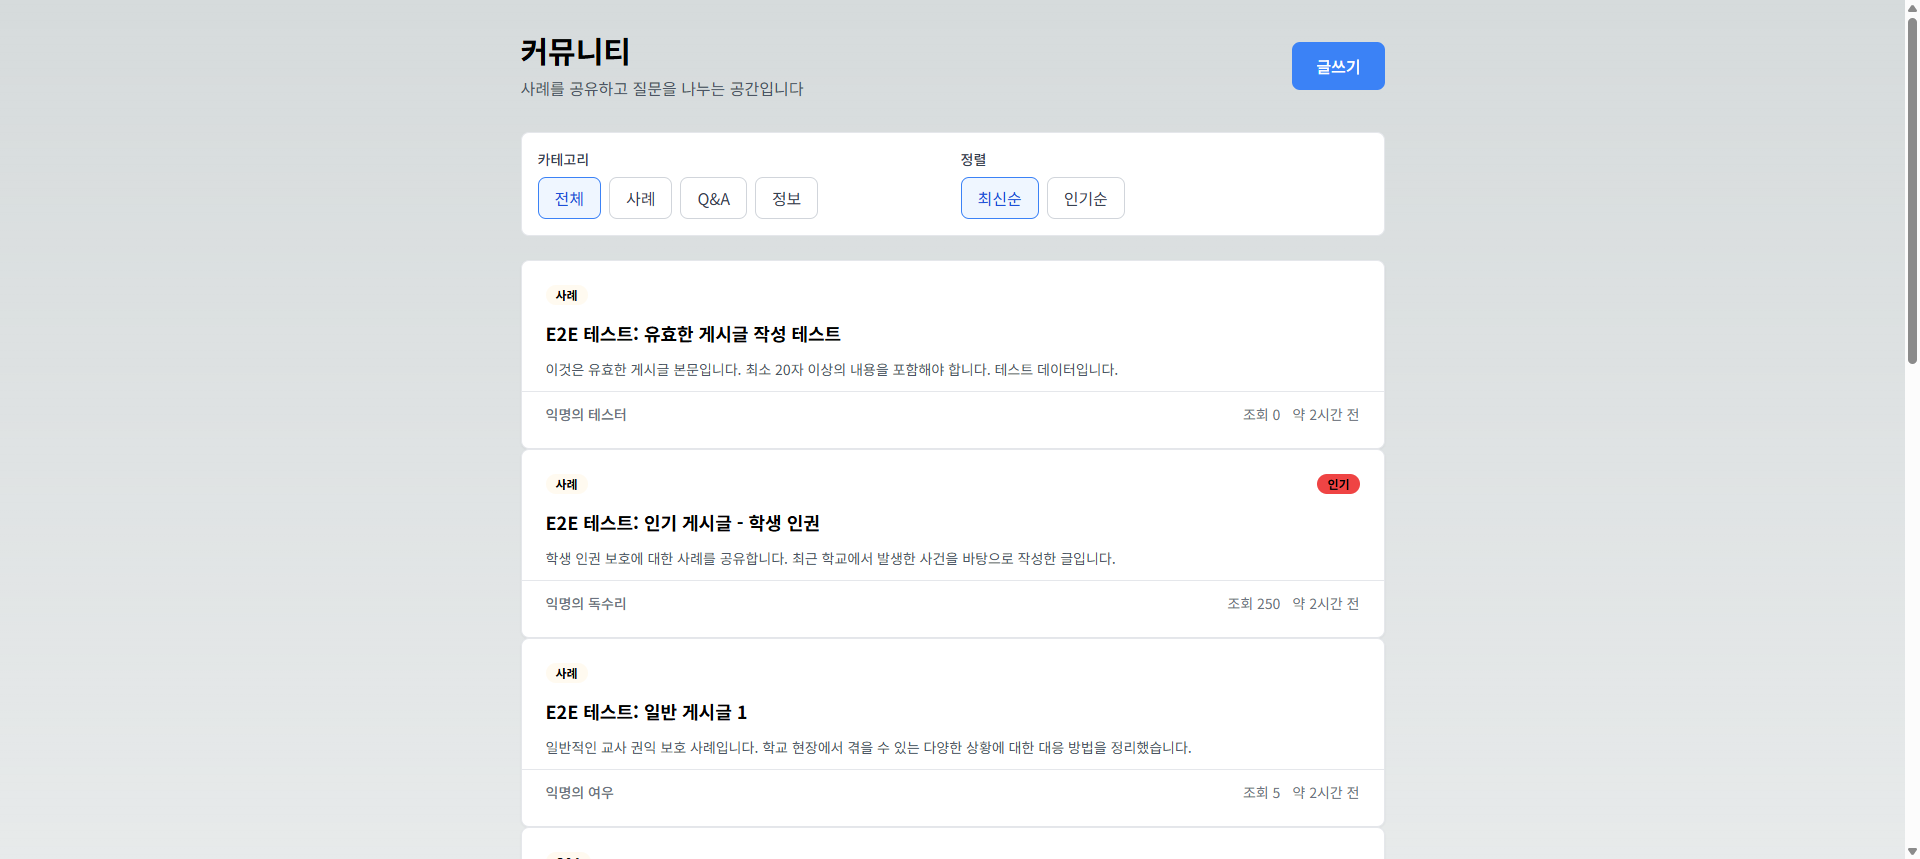 커뮤니티
사례를 공유하고 질문을 나누는 공간입니다
글쓰기
카테고리
전체 사례 Q&A 정보
정렬
최신순 인기순
사례
E2E 테스트: 유효한 게시글 작성 테스트
이것은 유효한 게시글 본문입니다. 최소 20자 이상의 내용을 포함해야 합니다. 테스트 데이터입니다.
익명의 테스터 조회 0 약 2시간 전
사례 인기
E2E 테스트: 인기 게시글 - 학생 인권
학생 인권 보호에 대한 사례를 공유합니다. 최근 학교에서 발생한 사건을 바탕으로 작성한 글입니다.
익명의 독수리 조회 250 약 2시간 전
사례
E2E 테스트: 일반 게시글 1
일반적인 교사 권익 보호 사례입니다. 학교 현장에서 겪을 수 있는 다양한 상황에 대한 대응 방법을 정리했습니다.
익명의 여우 조회 5 약 2시간 전